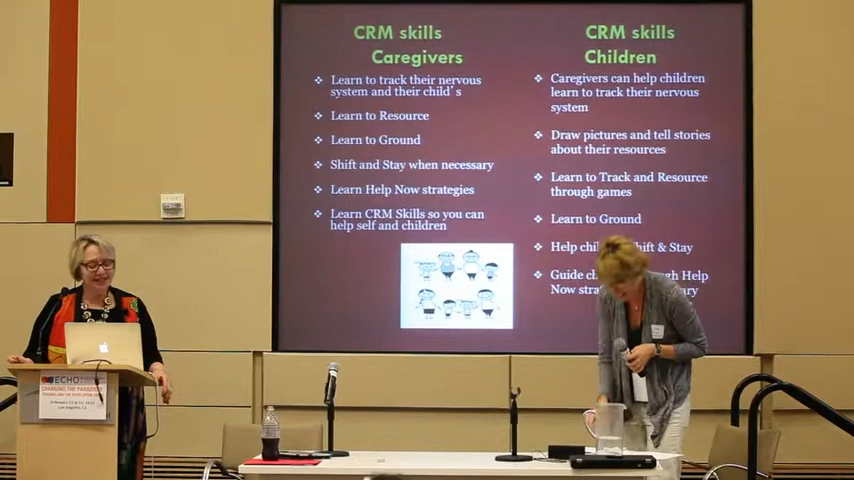 CRM skills
Caregivers
Learn to track their nervous
system and their child's
Learn to Resource
Learn to Ground
Shift and Stay when necessary
Learn Help Now strategies
Learn CRM Skills so you can
help self and children
CRM skills
Children
Caregivers can help children
learn to track their nervous
system
Draw pictures and tell stories
about their resources
Learn to Track and Resource
through games
Learn to Ground
Help Shift & Stay
Guide Help
Now
ECHO
CHANGING THE PARADIGM
Los Angeles, CA